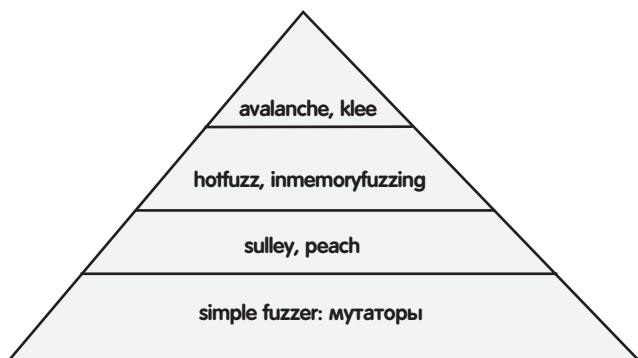 avalanche, klee
hotfuzz, inmemoryfuzzing
sulley, peach
simple fuzzer: мутаторы